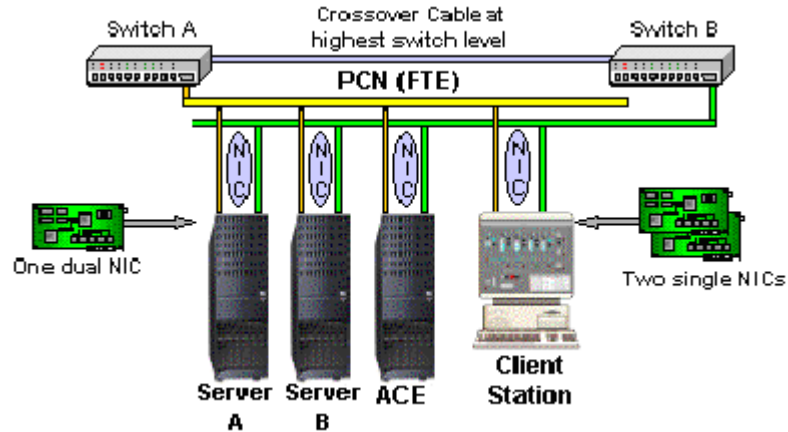 Crossover Cable at
highest switch level
Switch A
Switch B
PCN (FTE)
NIC
NIC
NIC
NIC
One dual NIC
Two single NICs
Server
A
Server
B
ACE
Client
Station